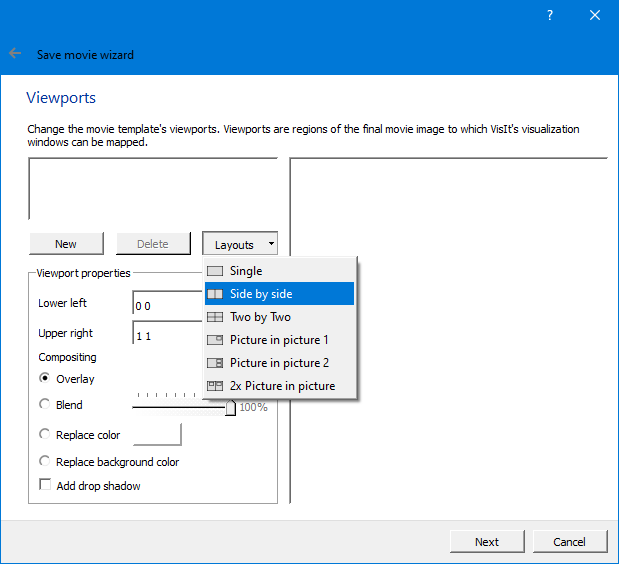 ?
Save movie wizard
Viewports
Change the movie template's viewports. Viewports are regions of the final movie image to which VisIt's visualization
windows can be mapped.
New
Delete
Layouts
Single
Side by side
Two by Two
Picture in picture 1
Picture in picture 2
2x Picture in picture
Viewport properties
Lower left
0 0
Upper right
1 1
Compositing
Overlay
Blend
100%
Replace color
Replace background color
Add drop shadow
Next
Cancel